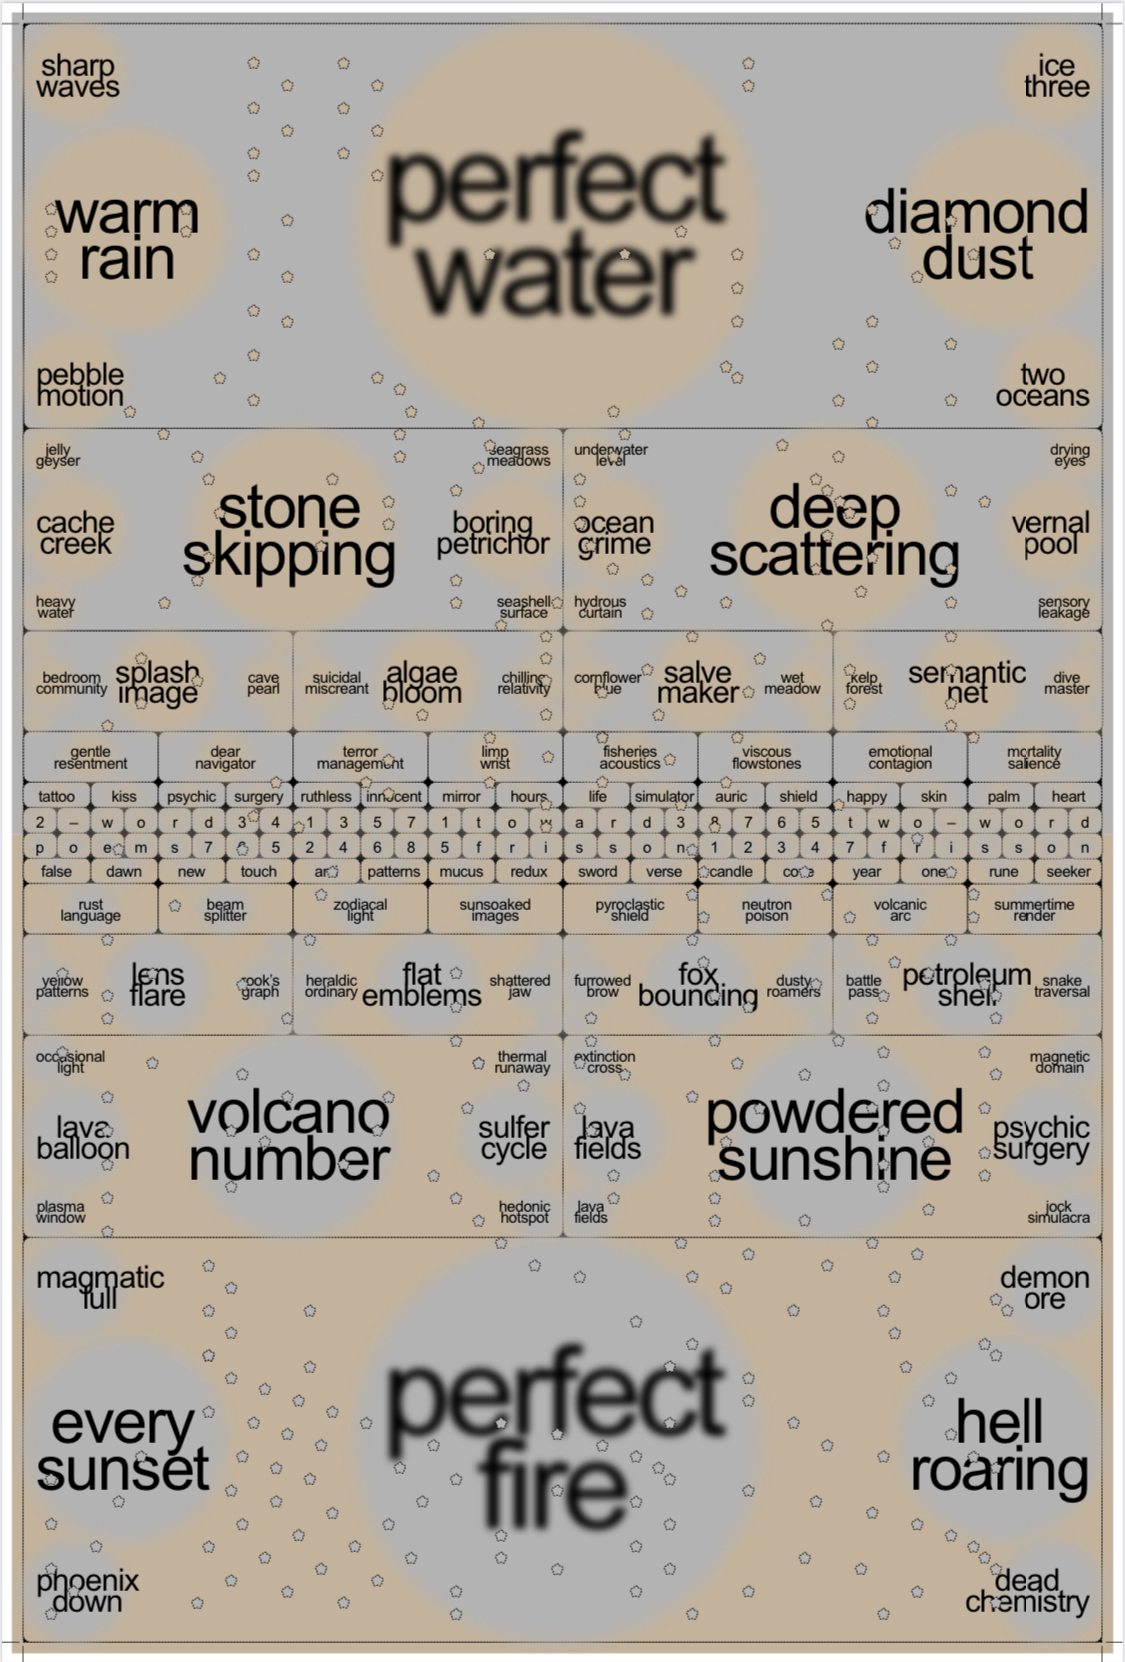 sharp
waves
ice
three
perfect
water
warm
rain
diamond
dust
pebble
motion
two
oceans
jelly
geyser
seagrass
meadows
underwater
level
drying
eyes
stone
skipping
deep
scattering
cache
creek
boring
petrichor
ocean
grime
vernal
pool
heavy
water
seashell
surface
hydrous
curtain
sensory
leakage
bedroom
community
splash
image
cave
pearl
suicidal
miscreant
algae
bloom
chilling
relativity
cornflower
blue
salve
maker
wet
meadow
kelp
forest
semantic
net
dive
master
gentle
resentment
dear
navigator
terror
management
limp
wrist
fisheries
acoustics
viscous
flowstones
emotional
contagion
mortality
salience
tattoo kiss psychic surgery ruthless innocent mirror hours life simulator auric shield happy skin palm heart
2 – w o r d 3 4 1 3 5 7 1 t o w a r d 3 8 7 6 5 t w o – w o r d
p o e m s 7 6 5 2 4 6 8 5 f r i s s o n 1 2 3 4 7 f r i s s o n
false dawn new touch and patterns mucus redux sword verse candle code year one rune seeker
rust
language
beam
splitter
zodiacal
light
sunsoaked
images
pyroclastic
shield
neutron
poison
volcanic
arc
summertime
render
yellow
patterns
lens
flare
cook's
graph
heraldic
ordinary
flat
emblems
shattered
jaw
furrowed
brow
fox
bouncing
dusty
roamers
battle
pass
petroleum
shell
snake
traversal
occasional
light
thermal
runaway
extinction
cross
magnetic
domain
volcano
number
powdered
sunshine
lava
balloon
sulfer
cycle
lava
fields
psychic
surgery
plasma
window
hedonic
hotspot
lava
fields
jock
simulacra
magmatic
full
demon
ore
perfect
fire
every
sunset
hell
roaring
phoenix
down
dead
chemistry